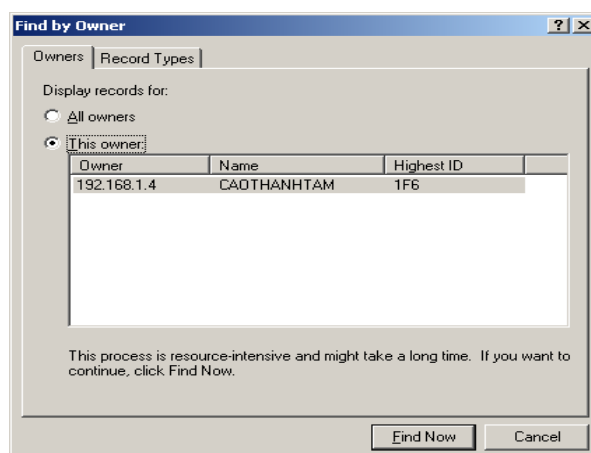 Find by Owner
Owners Record Types
Display records for:
All owners
This owner:
Owner Name Highest ID
192.168.1.4 CAOTHANHTAM 1F6
This process is resource-intensive and might take a long time. If you want to
continue, click Find Now.
Find Now Cancel